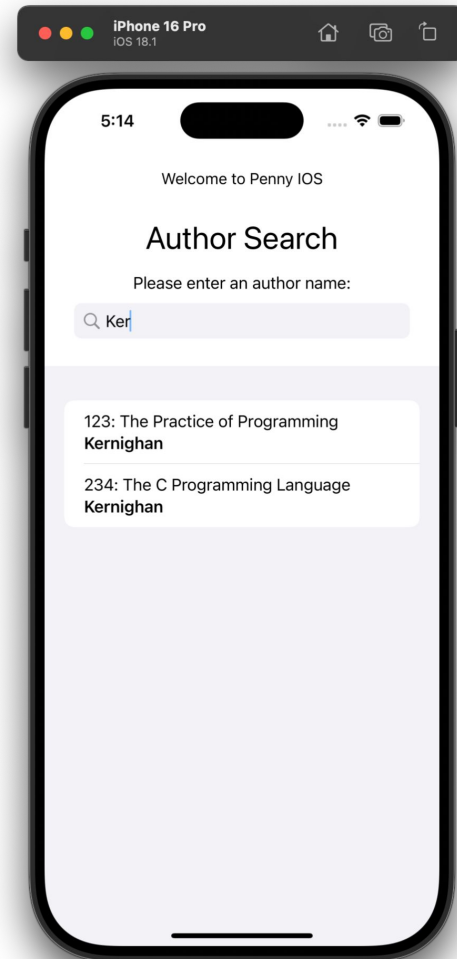 iPhone 16 Pro
iOS 18.1
5:14
Welcome to Penny IOS
Author Search
Please enter an author name:
Ker
123: The Practice of Programming
Kernighan
234: The C Programming Language
Kernighan